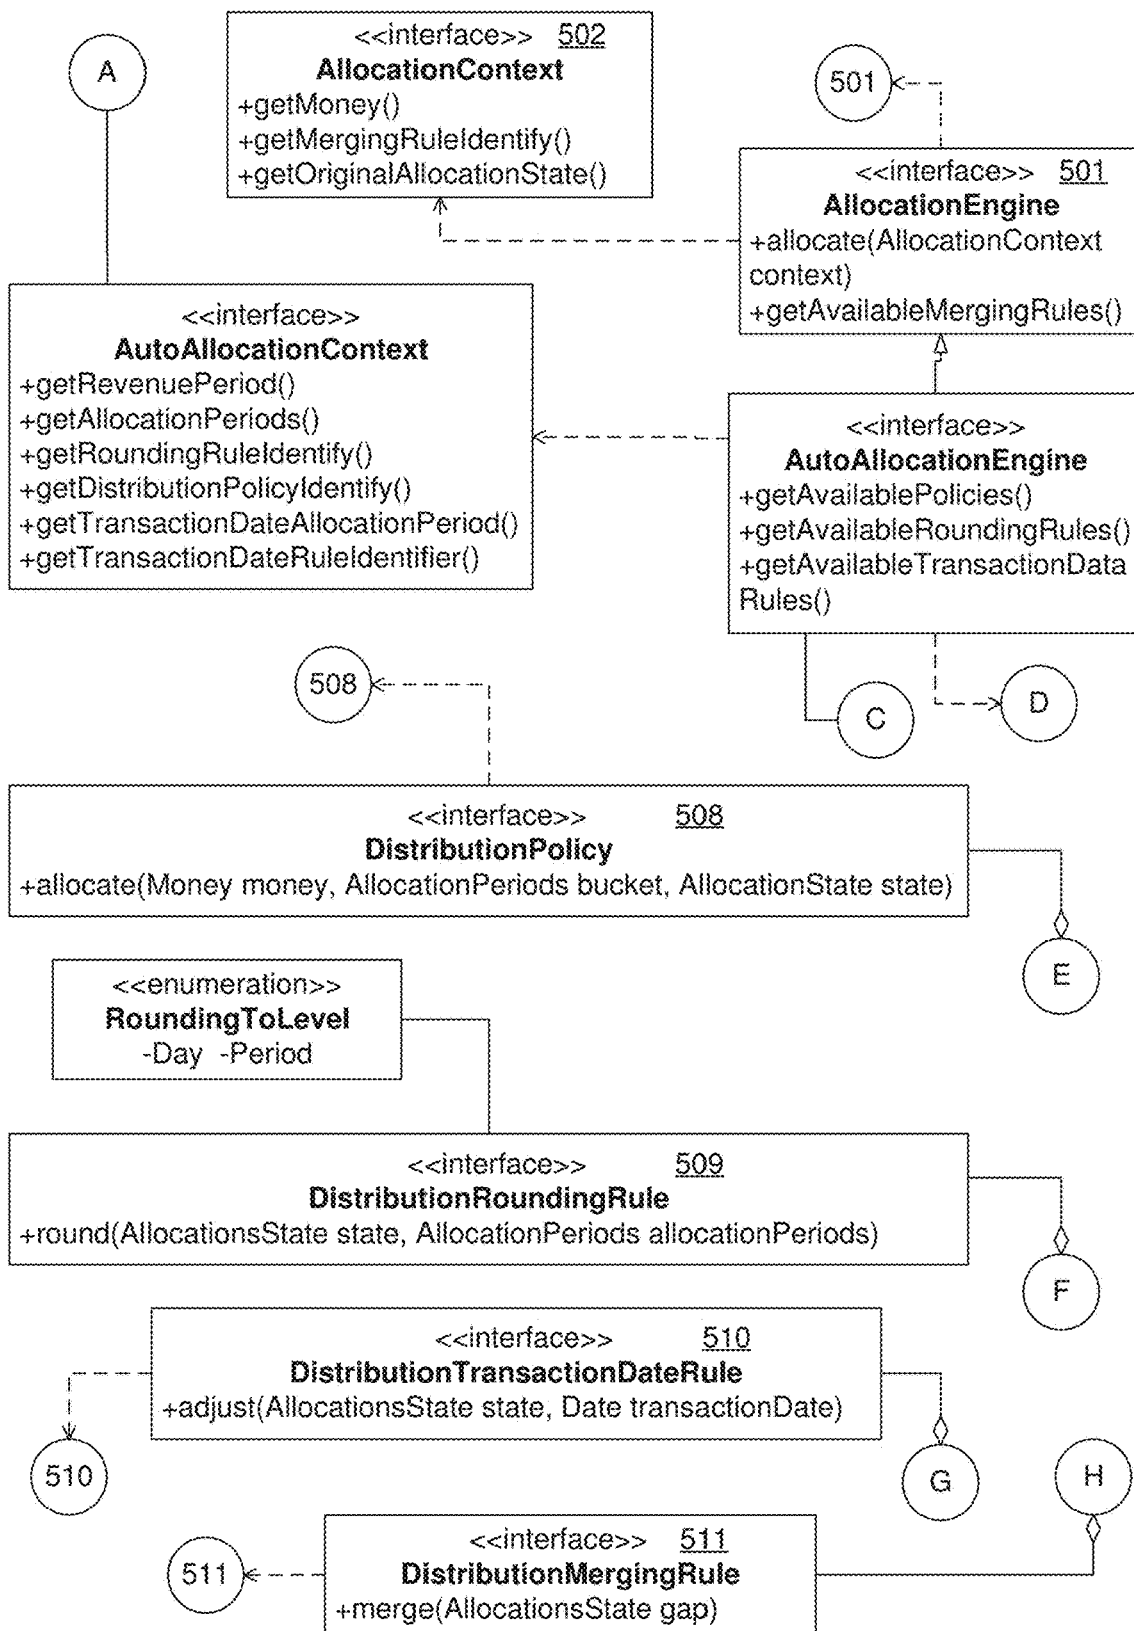 A
<<interface>> 502
AllocationContext
+getMoney()
+getMergingRuleIdentify()
+getOriginalAllocationState()
501
<<interface>> 501
AllocationEngine
+allocate(AllocationContext
context)
+getAvailableMergingRules()
<<interface>>
AutoAllocationContext
+getRevenuePeriod()
+getAllocationPeriods()
+getRoundingRuleIdentify()
+getDistributionPolicyIdentify()
+getTransactionDateAllocationPeriod()
+getTransactionDateRuleIdentifier()
<<interface>>
AutoAllocationEngine
+getAvailablePolicies()
+getAvailableRoundingRules()
+getAvailableTransactionData
Rules()
508
C
D
<<interface>> 508
DistributionPolicy
+allocate(Money money, AllocationPeriods bucket, AllocationState state)
E
<<enumeration>>
RoundingToLevel
-Day -Period
<<interface>> 509
DistributionRoundingRule
+round(AllocationsState state, AllocationPeriods allocationPeriods)
F
<<interface>> 510
DistributionTransactionDateRule
+adjust(AllocationsState state, Date transactionDate)
510
G
H
<<interface>> 511
DistributionMergingRule
+merge(AllocationsState gap)
511